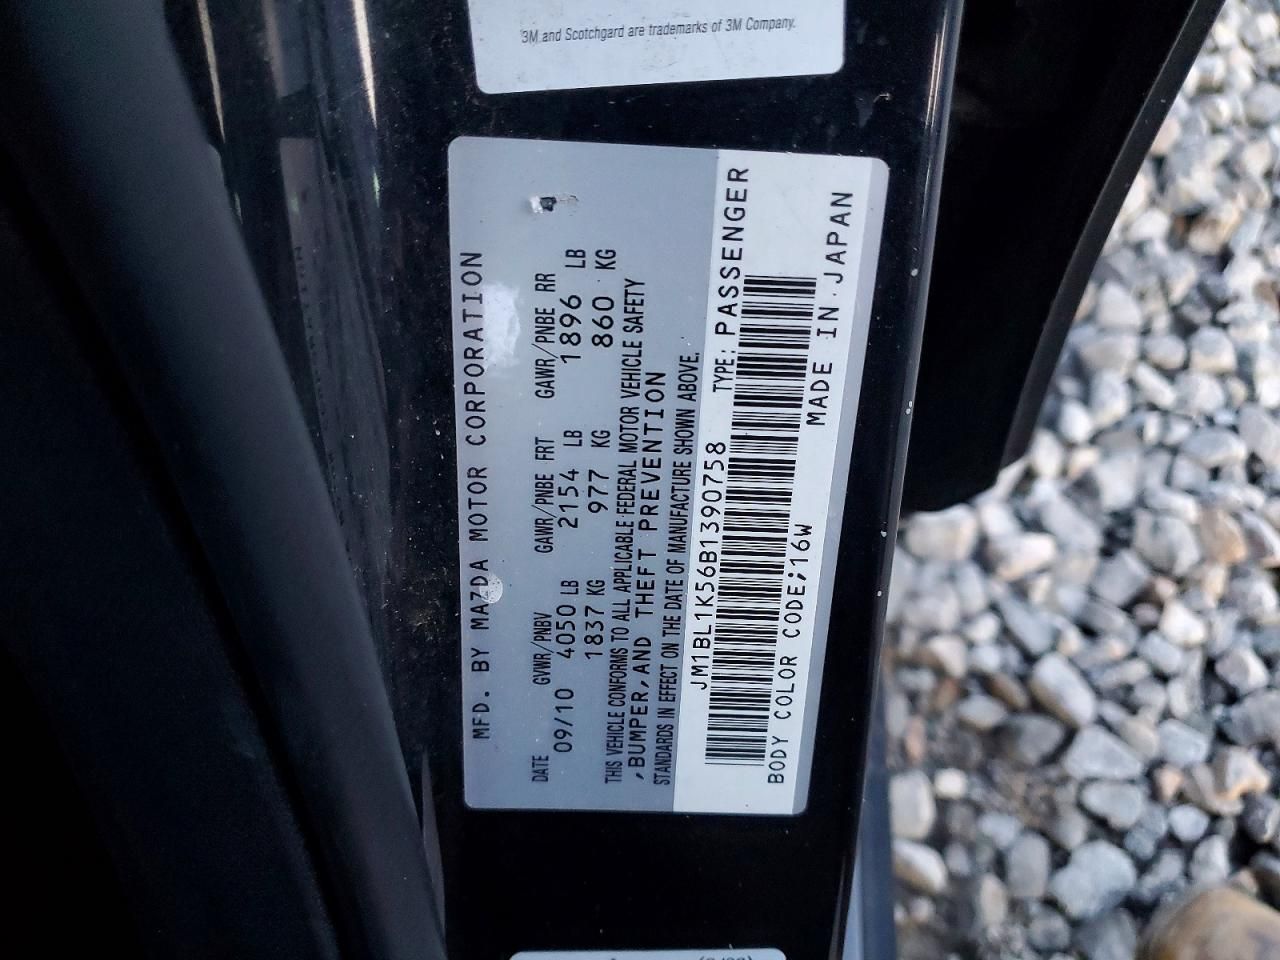 3M and Scotchgard are trademarks of 3M Company.
MFD. BY MAZDA MOTOR CORPORATION
DATE GVWR/PNBV GAWR/PNBE FRT GAWR/PNBE RR
09/10 4050 LB 2154 LB 1896 LB
1837 KG 977 KG 860 KG
THIS VEHICLE CONFORMS TO ALL APPLICABLE FEDERAL MOTOR VEHICLE SAFETY
,BUMPER,AND THEFT PREVENTION
STANDARDS IN EFFECT ON THE DATE OF MANUFACTURE SHOWN ABOVE.
JM1BL1K56B1390758 TYPE: PASSENGER
BODY COLOR CODE;16W
MADE IN JAPAN